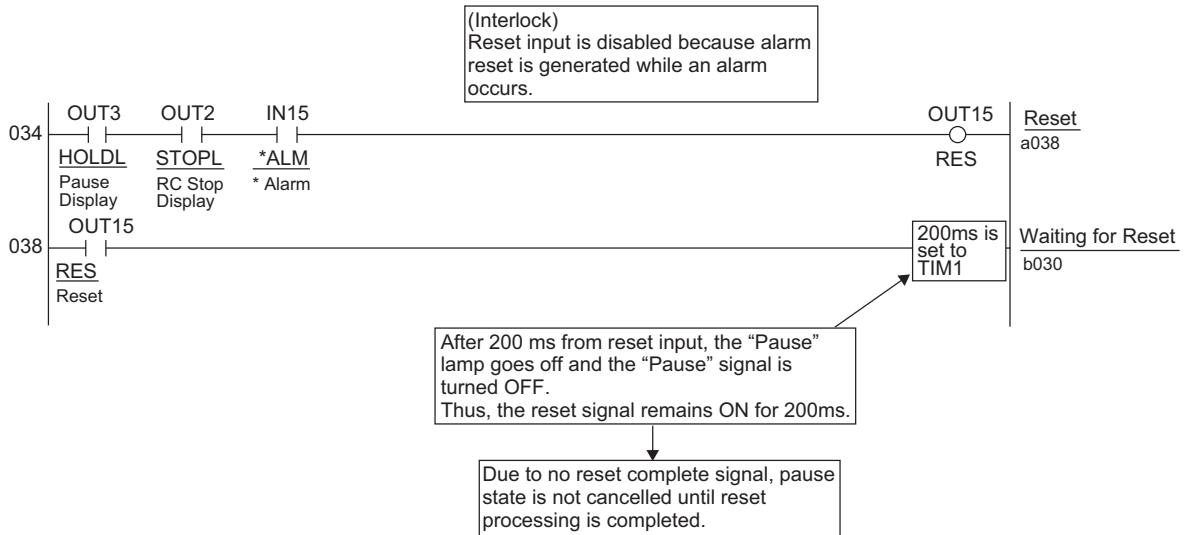 (Interlock)
Reset input is disabled because alarm
reset is generated while an alarm
occurs.
OUT3 OUT2 IN15 OUT15 Reset
034
a038
HOLDL STOPL *ALM RES
Pause RC Stop * Alarm
Display Display
OUT15
038
200ms is
set to
TIM1
Waiting for Reset
b030
RES
Reset
After 200 ms from reset input, the “Pause”
lamp goes off and the “Pause” signal is
turned OFF.
Thus, the reset signal remains ON for 200ms.
Due to no reset complete signal, pause
state is not cancelled until reset
processing is completed.